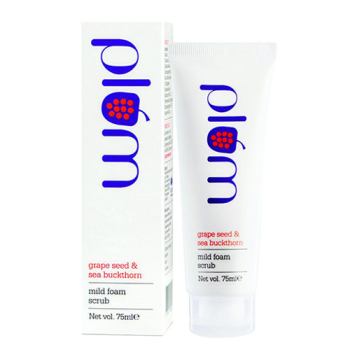 plum
grape seed &
sea buckthorn
mild foam
scrub
Net vol. 75ml℮
plum
grape seed &
sea buckthorn
mild foam
scrub
Net vol. 75ml℮